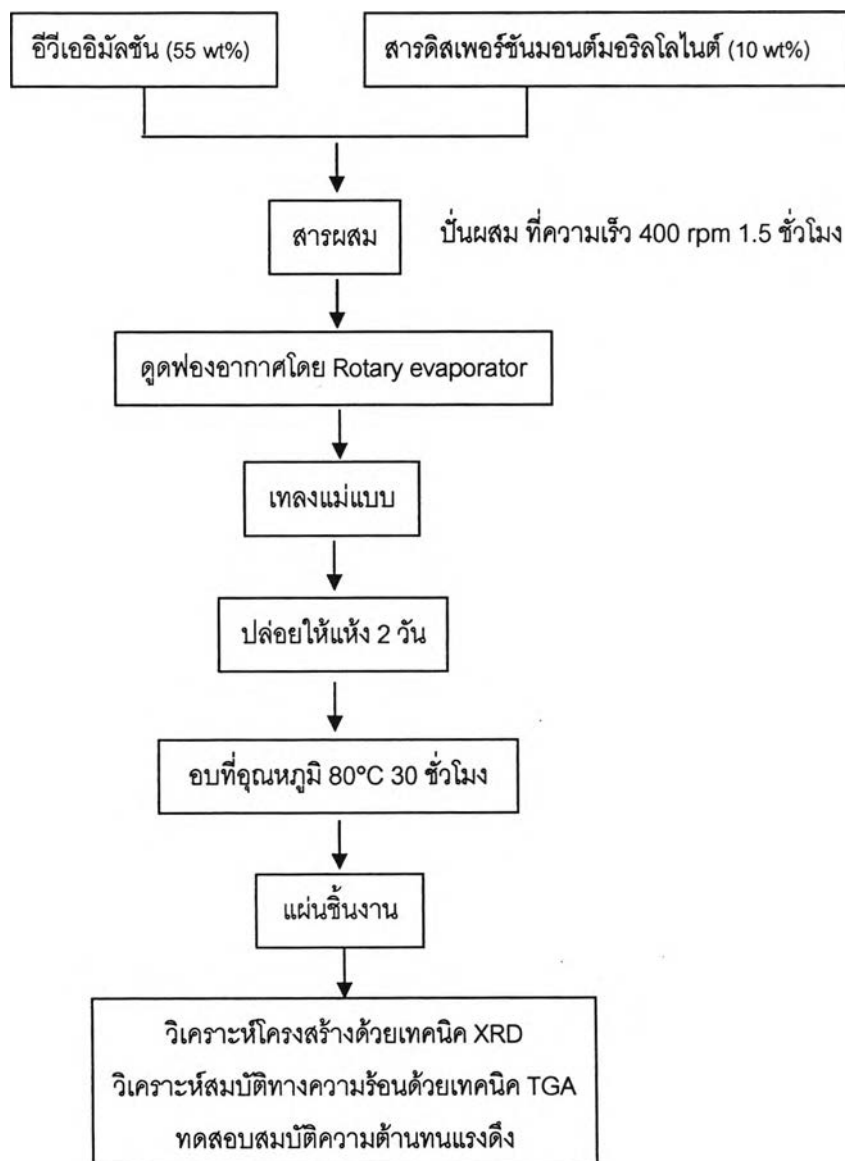 อีวีเออิมัลชัน (55 wt%)
สารดิสเพอร์ชันมอนต์มอริลโลไนต์ (10 wt%)
สารผสม
ปั่นผสม ที่ความเร็ว 400 rpm 1.5 ชั่วโมง
ดูดฟองอากาศโดย Rotary evaporator
เทลงแม่แบบ
ปล่อยให้แห้ง 2 วัน
อบที่อุณหภูมิ 80°C 30 ชั่วโมง
แผ่นชิ้นงาน
วิเคราะห์โครงสร้างด้วยเทคนิค XRD
วิเคราะห์สมบัติทางความร้อนด้วยเทคนิค TGA
ทดสอบสมบัติความต้านทนแรงดึง